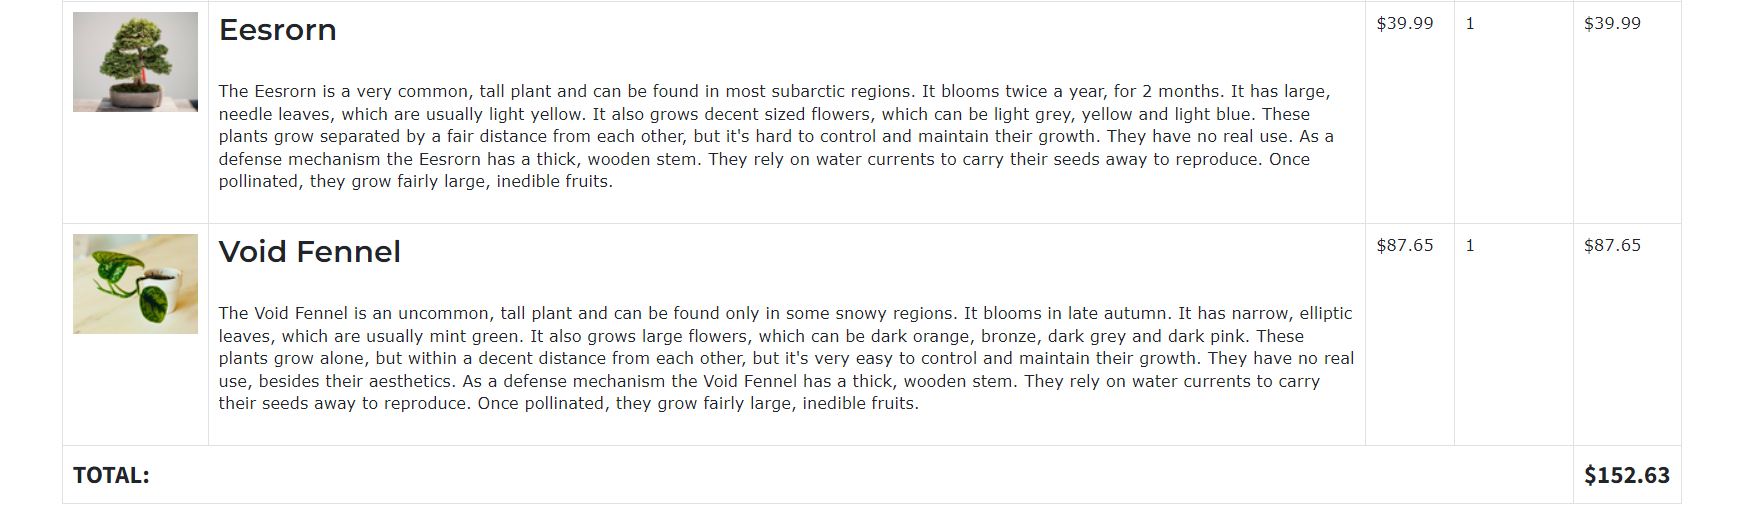 Eesrorn
$39.99 1 $39.99
The Eesrorn is a very common, tall plant and can be found in most subarctic regions. It blooms twice a year, for 2 months. It has large,
needle leaves, which are usually light yellow. It also grows decent sized flowers, which can be light grey, yellow and light blue. These
plants grow separated by a fair distance from each other, but it's hard to control and maintain their growth. They have no real use. As a
defense mechanism the Eesrorn has a thick, wooden stem. They rely on water currents to carry their seeds away to reproduce. Once
pollinated, they grow fairly large, inedible fruits.
Void Fennel
$87.65 1 $87.65
The Void Fennel is an uncommon, tall plant and can be found only in some snowy regions. It blooms in late autumn. It has narrow, elliptic
leaves, which are usually mint green. It also grows large flowers, which can be dark orange, bronze, dark grey and dark pink. These
plants grow alone, but within a decent distance from each other, but it's very easy to control and maintain their growth. They have no real
use, besides their aesthetics. As a defense mechanism the Void Fennel has a thick, wooden stem. They rely on water currents to carry
their seeds away to reproduce. Once pollinated, they grow fairly large, inedible fruits.
TOTAL: $152.63